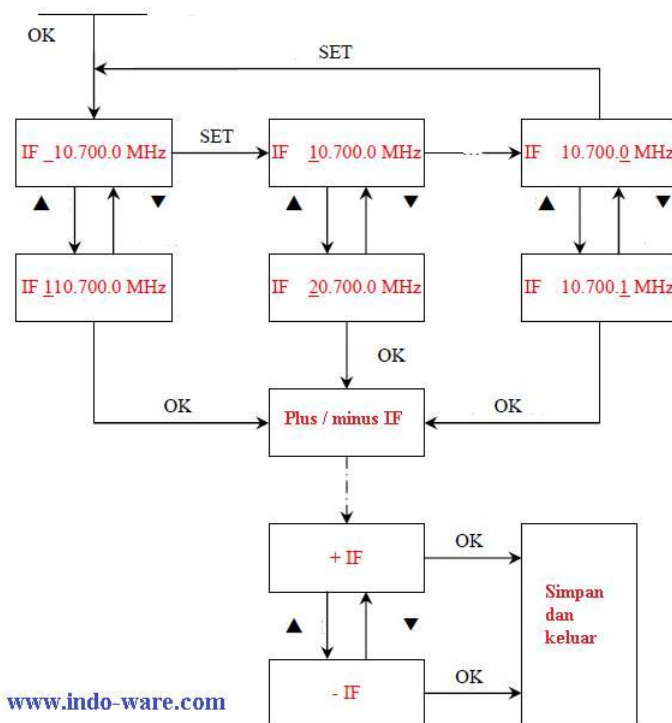 OK
SET
IF _10.700.0 MHz
SET
IF 10.700.0 MHz
...
IF 10.700.0 MHz
▲ ▼
▲ ▼
▲ ▼
IF 110.700.0 MHz
IF 20.700.0 MHz
IF 10.700.1 MHz
OK
OK
Plus / minus IF
OK
+ IF
OK
▲ ▼
Simpan
dan
keluar
- IF
OK
www.indo-ware.com